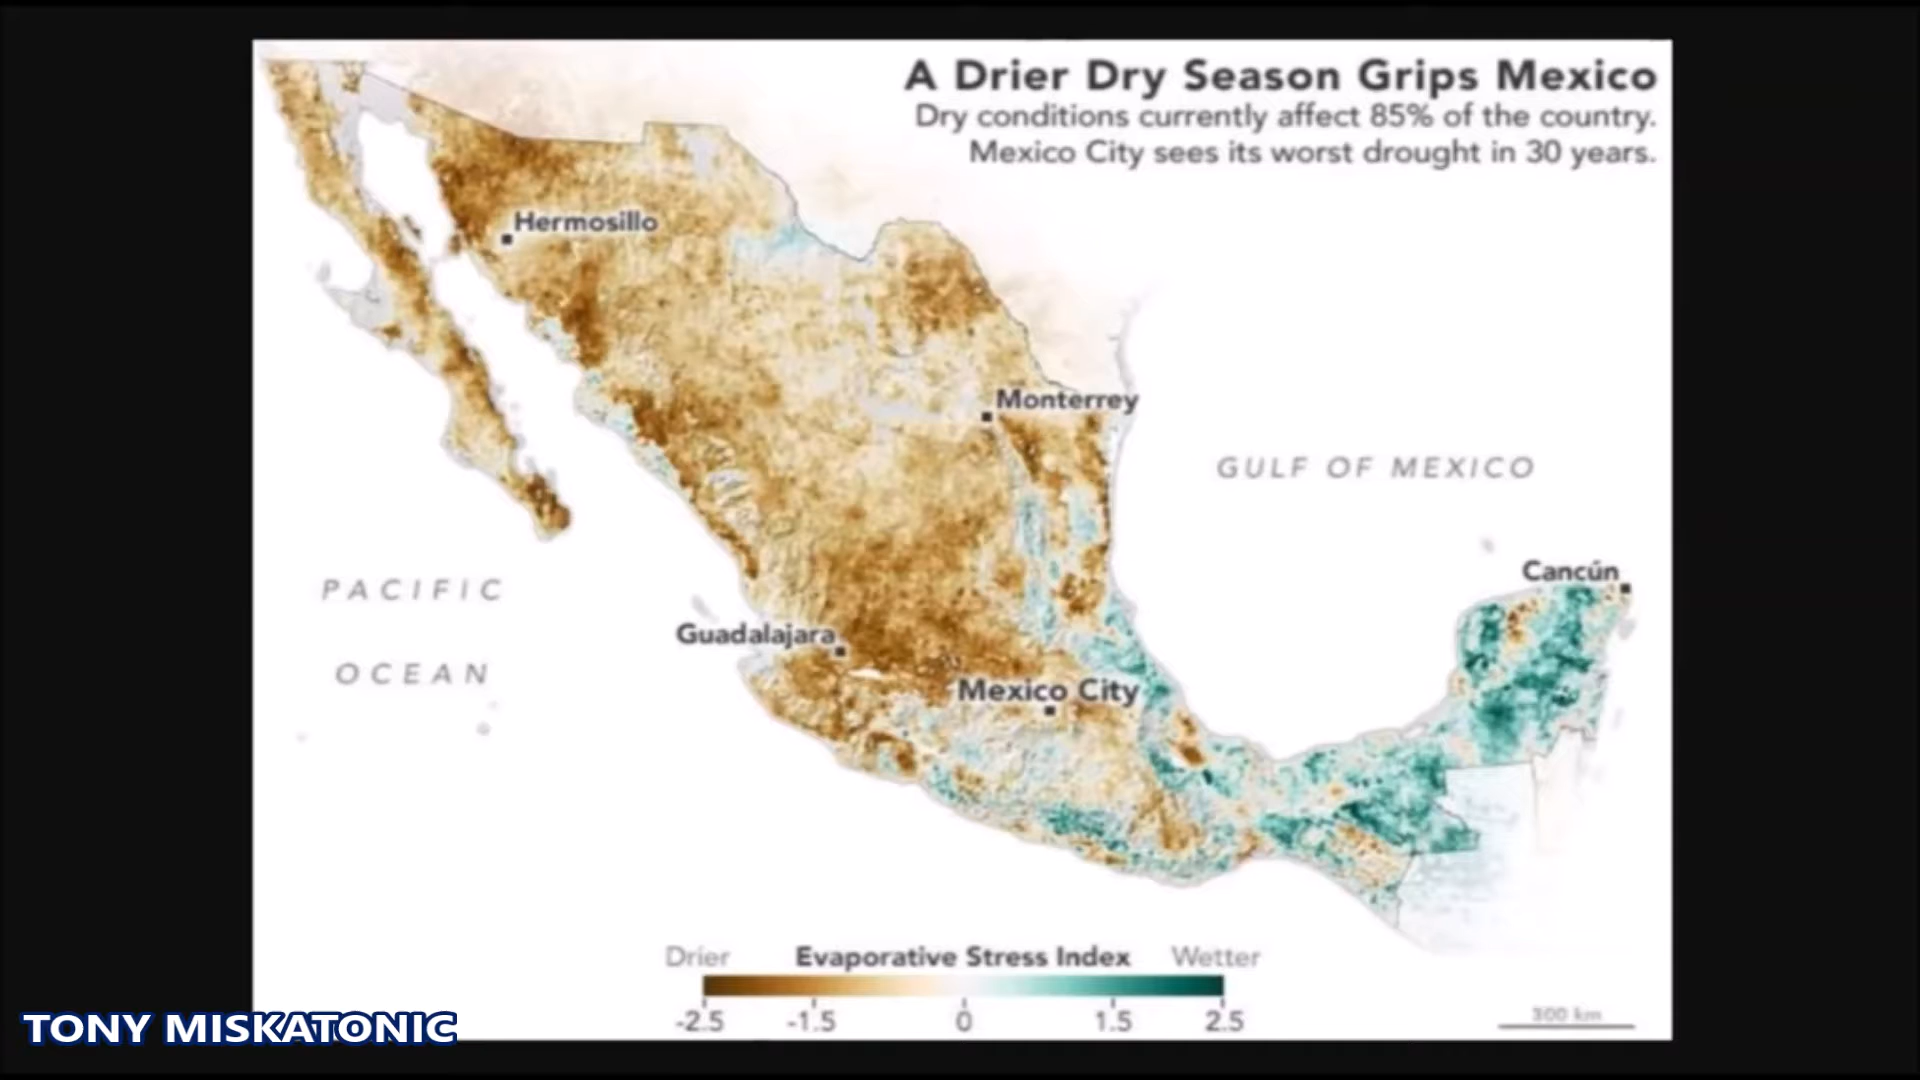 A Drier Dry Season Grips Mexico
Dry conditions currently affect 85% of the country.
Mexico City sees its worst drought in 30 years.
Hermosillo
Monterrey
GULF OF MEXICO
Cancún
PACIFIC
OCEAN
Guadalajara
Mexico City
Drier Evaporative Stress Index Wetter
-2.5 -1.5 0 1.5 2.5
300 km
TONY MISKATONIC